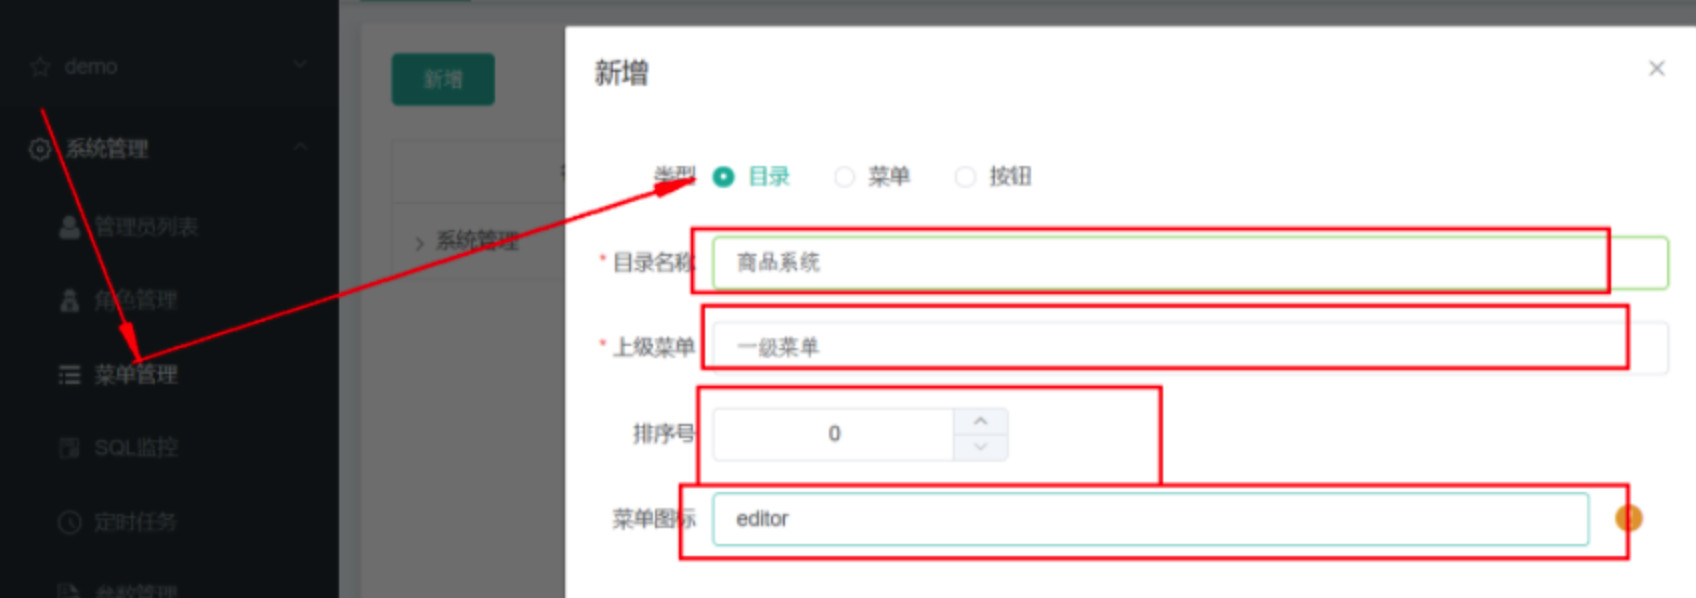 demo
系统管理
管理员列表
角色管理
菜单管理
SQL监控
定时任务
参数管理
新增
系统管理
新增
类型 目录 菜单 按钮
* 目录名称 商品系统
* 上级菜单 一级菜单
排序号 0
菜单图标 editor